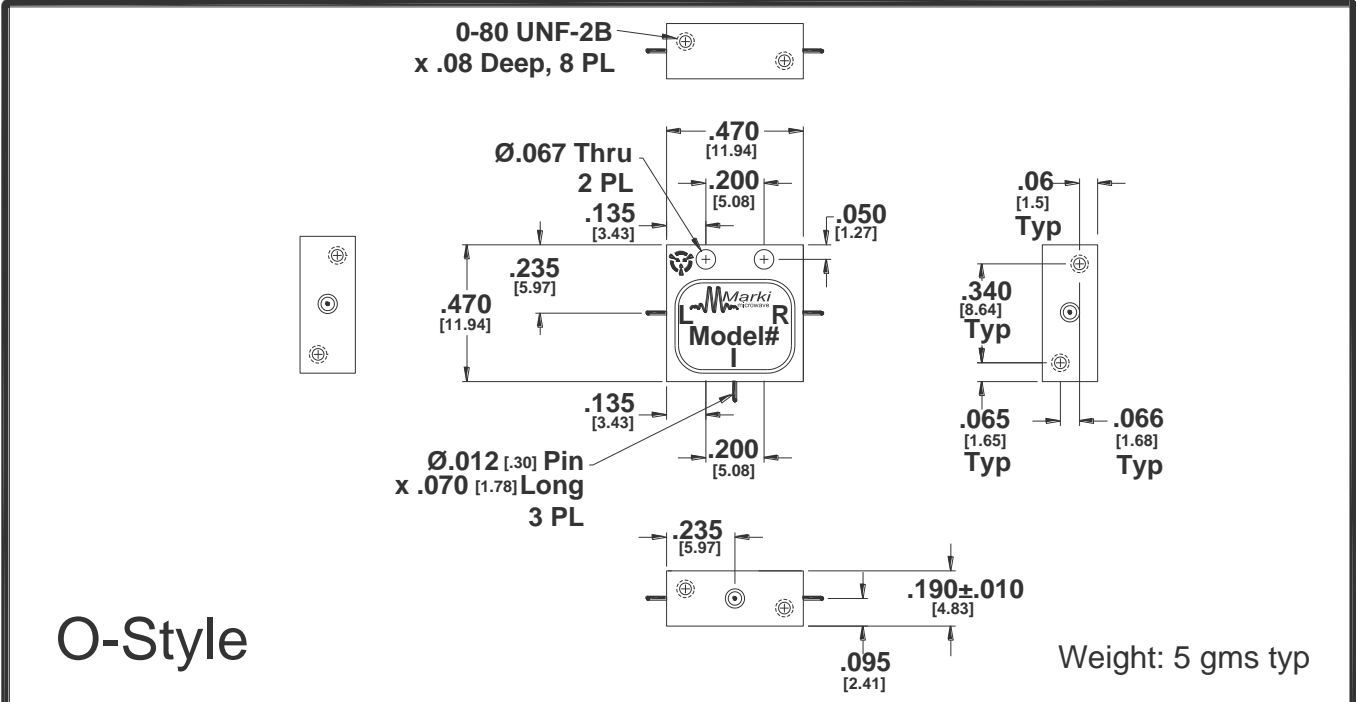 0-80 UNF-2B
x .08 Deep, 8 PL
.470
[11.94]
Ø.067 Thru
2 PL
.200
[5.08]
.135
[3.43]
.050
[1.27]
.06
[1.5]
Typ
.235
[5.97]
.470
[11.94]
Marki
microwave
L R
Model#
I
.340
[8.64]
Typ
.135
[3.43]
.200
[5.08]
.065
[1.65]
Typ
.066
[1.68]
Typ
Ø.012 [.30] Pin
x .070 [1.78] Long
3 PL
.235
[5.97]
.190±.010
[4.83]
.095
[2.41]
O-Style
Weight: 5 gms typ